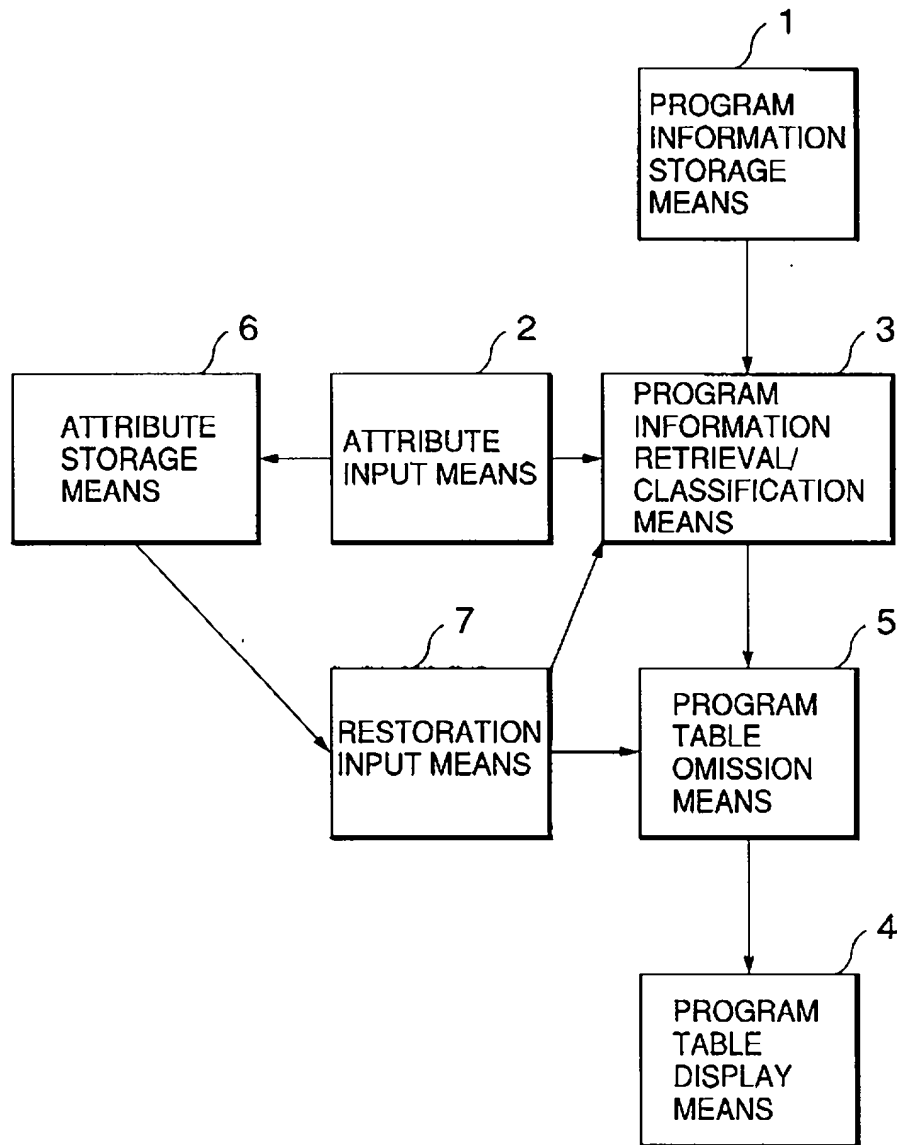 1
PROGRAM
INFORMATION
STORAGE
MEANS
6
2
3
ATTRIBUTE
STORAGE
MEANS
ATTRIBUTE
INPUT MEANS
PROGRAM
INFORMATION
RETRIEVAL/
CLASSIFICATION
MEANS
7
5
RESTORATION
INPUT MEANS
PROGRAM
TABLE
OMISSION
MEANS
4
PROGRAM
TABLE
DISPLAY
MEANS